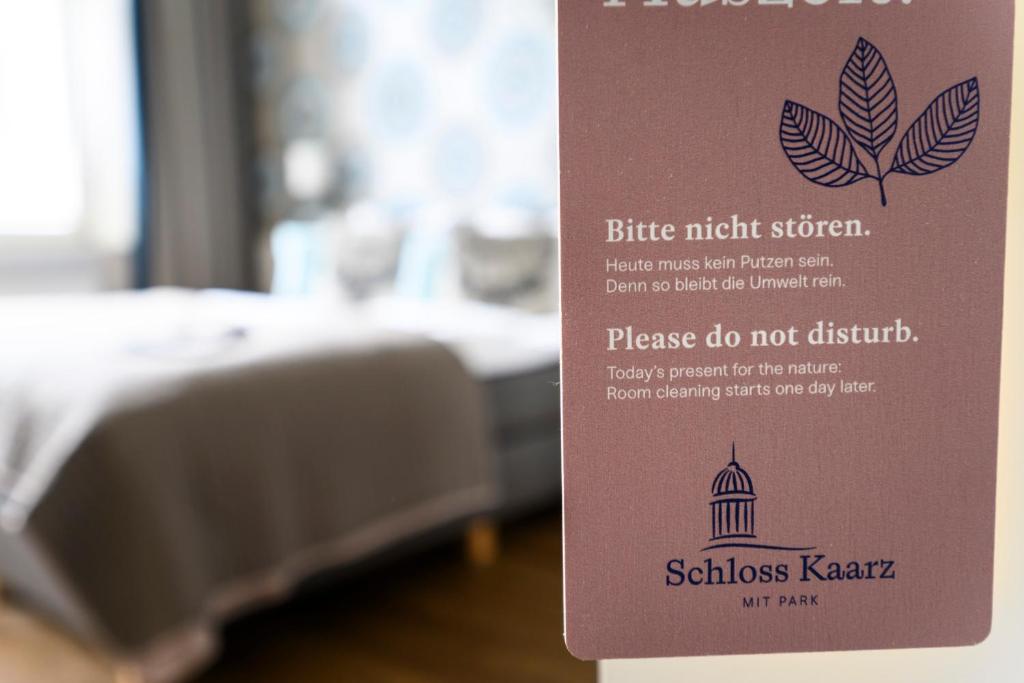 Bitte nicht stören.
Heute muss kein Putzen sein.
Denn so bleibt die Umwelt rein.
Please do not disturb.
Today's present for the nature:
Room cleaning starts one day later.
Schloss Kaarz
MIT PARK